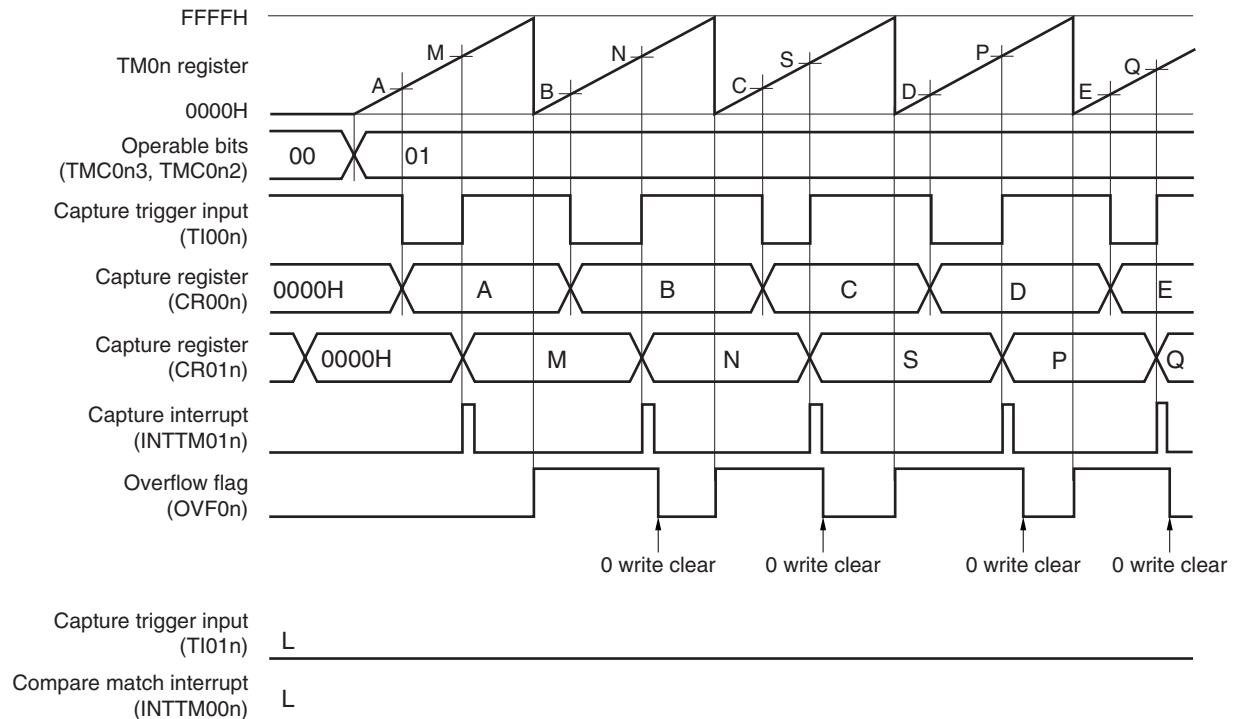 FFFFH
TM0n register
0000H
M
A
N
B
S
C
P
D
Q
E
Operable bits
(TMC0n3, TMC0n2)
00
01
Capture trigger input
(TI00n)
Capture register
(CR00n)
0000H
A
B
C
D
E
Capture register
(CR01n)
0000H
M
N
S
P
Q
Capture interrupt
(INTTM01n)
Overflow flag
(OVF0n)
0 write clear
0 write clear
0 write clear
0 write clear
Capture trigger input
(TI01n)
L
Compare match interrupt
(INTTM00n)
L